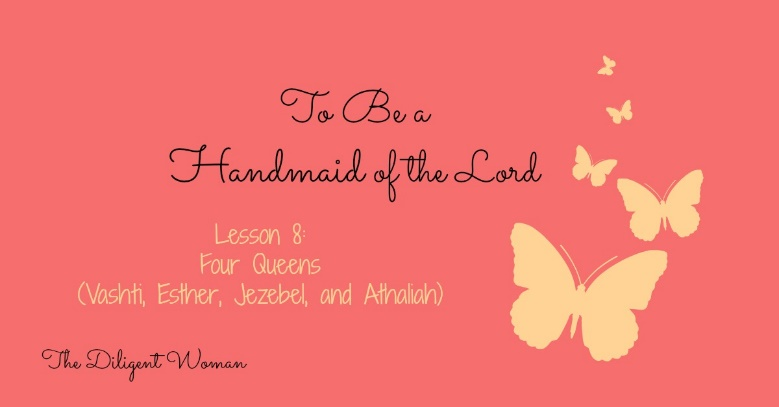 To Be a
Handmaid of the Lord
Lesson 8:
Four Queens
(Vashti, Esther, Jezebel, and Athaliah)
The Diligent Woman